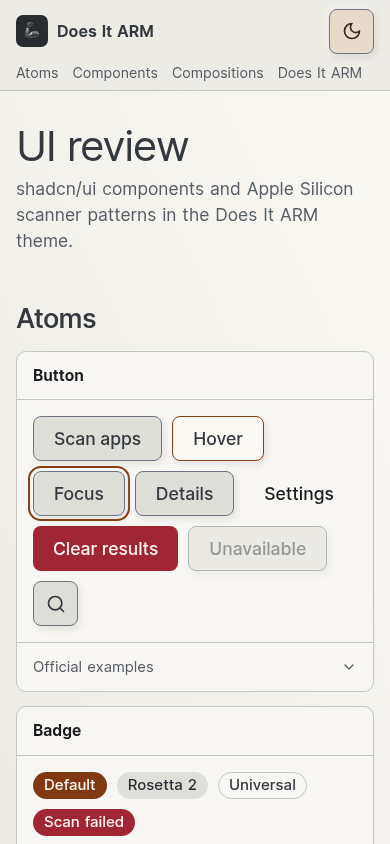 Does It ARM
Atoms Components Compositions Does It ARM
UI review
shadcn/ui components and Apple Silicon
scanner patterns in the Does It ARM
theme.
Atoms
Button
Scan apps Hover
Focus Details Settings
Clear results Unavailable
Official examples
Badge
Default Rosetta 2 Universal
Scan failed